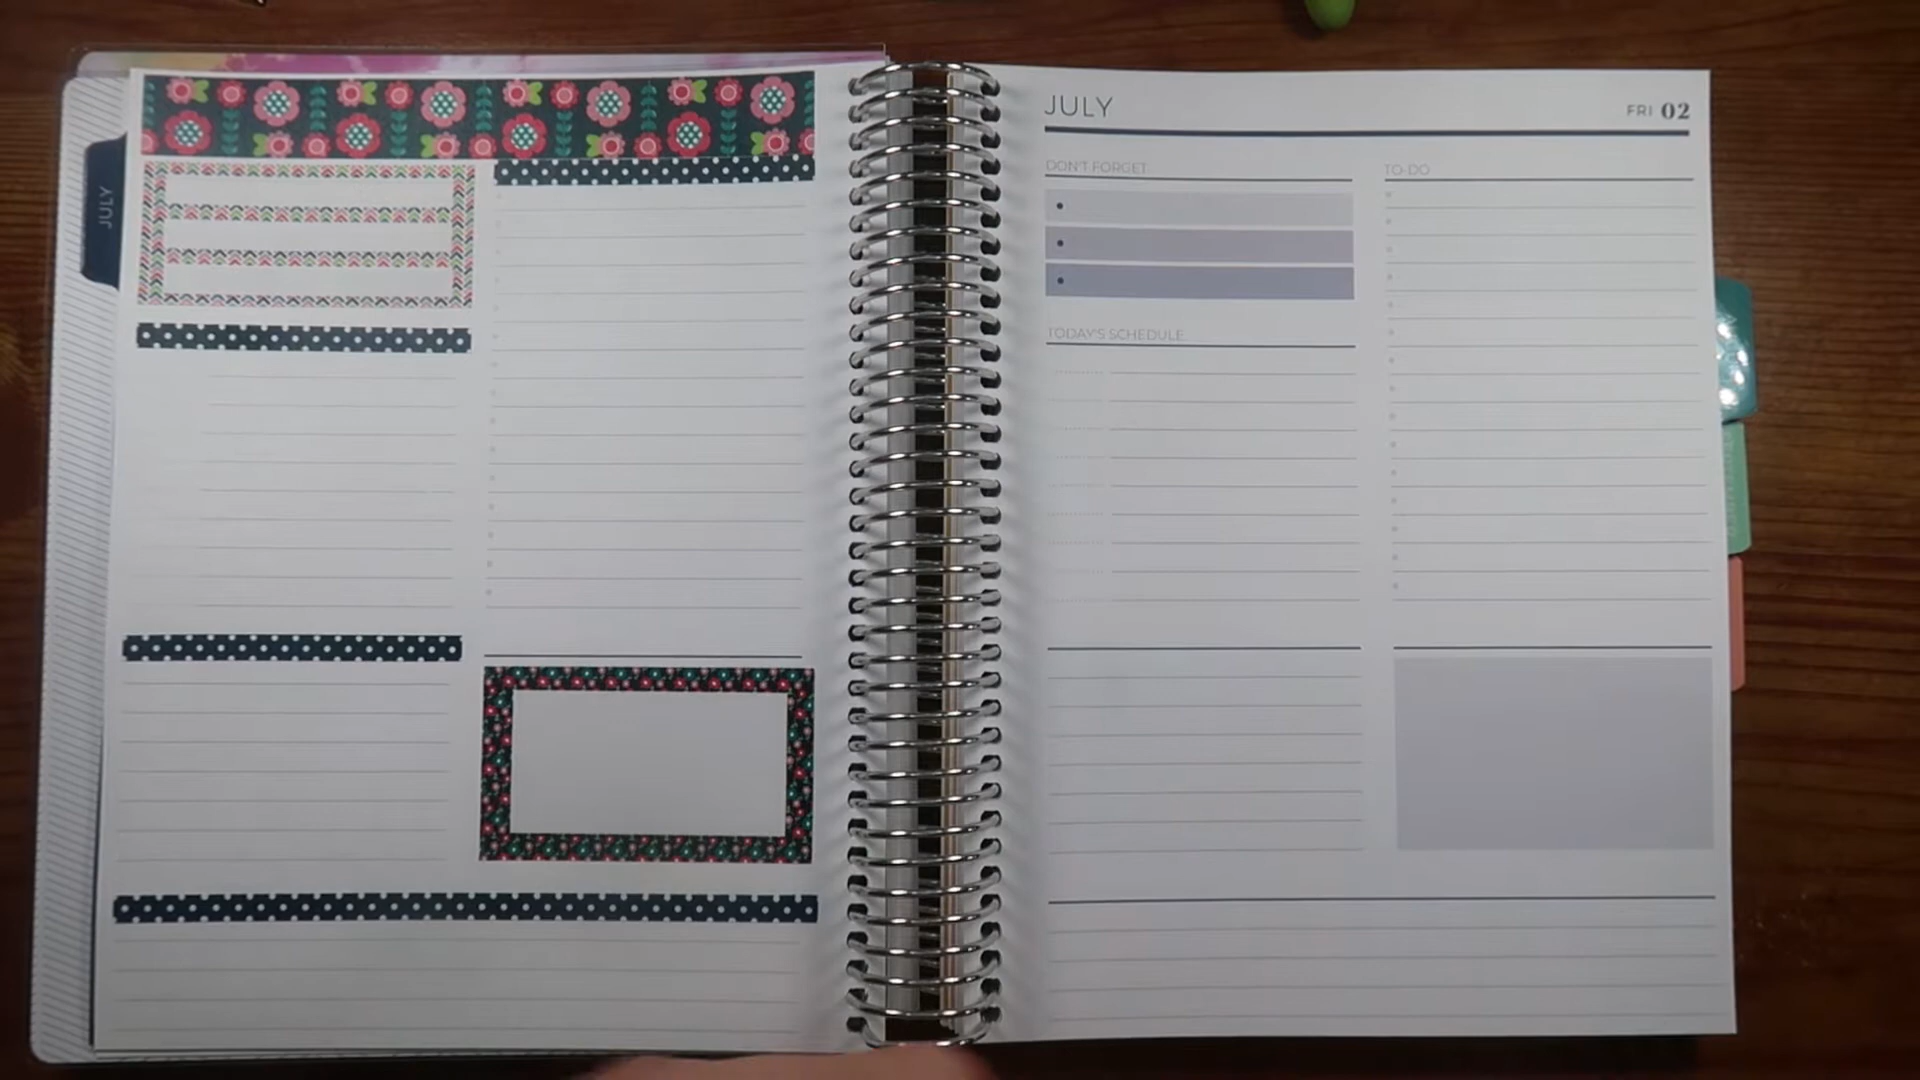 JULY
JULY
FRI 02
DON'T FORGET
TO DO
TODAY'S SCHEDULE